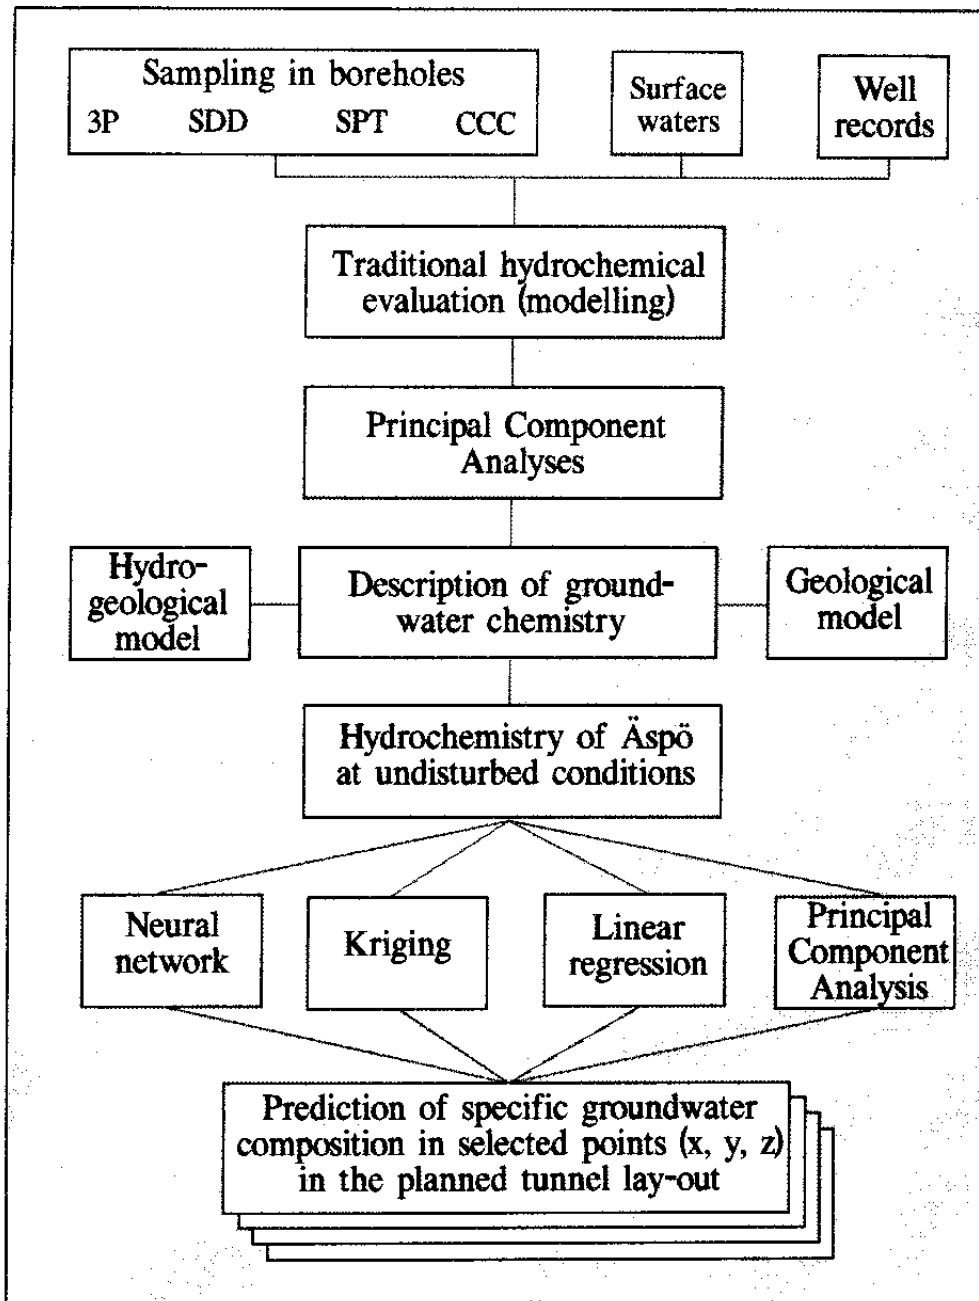 Sampling in boreholes
3P SDD SPT CCC
Surface
waters
Well
records
Traditional hydrochemical
evaluation (modelling)
Principal Component
Analyses
Hydro-
geological
model
Description of ground-
water chemistry
Geological
model
Hydrochemistry of Äspö
at undisturbed conditions
Neural
network
Kriging
Linear
regression
Principal
Component
Analysis
Prediction of specific groundwater
composition in selected points (x, y, z)
in the planned tunnel lay-out